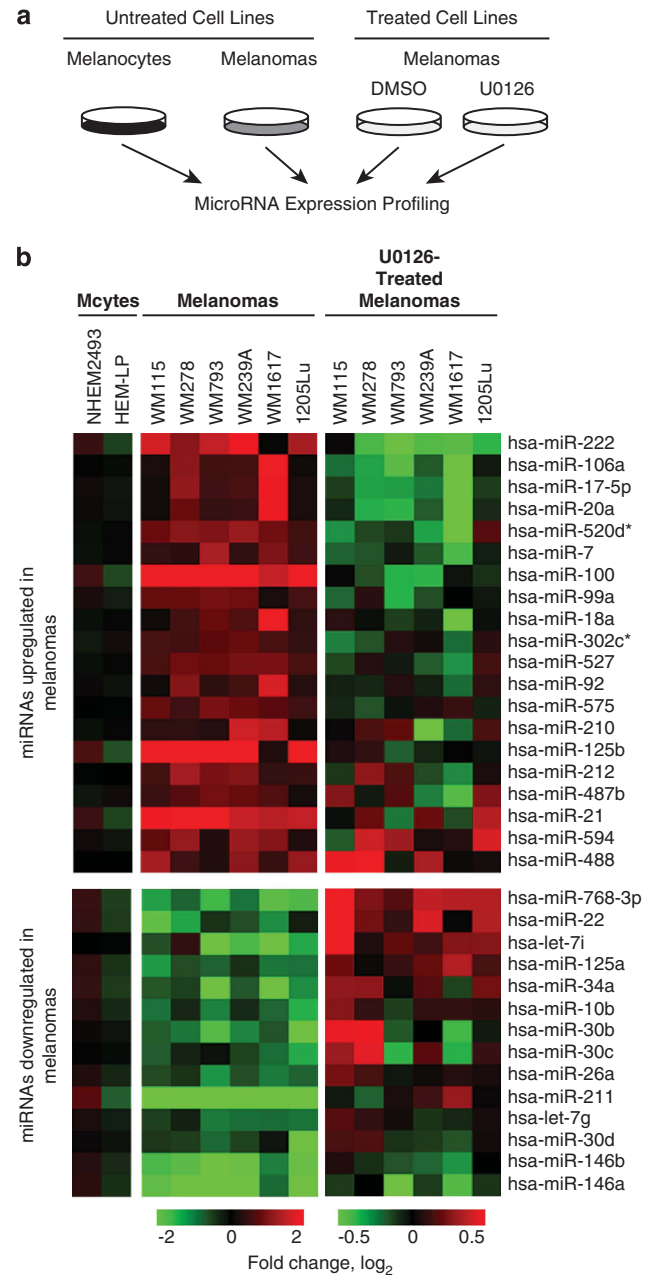 a
Untreated Cell Lines
Treated Cell Lines
Melanocytes
Melanomas
Melanomas
DMSO
U0126
MicroRNA Expression Profiling
b
Mcytes
Melanomas
U0126-
Treated
Melanomas
NHEM2493
HEM-LP
WM115
WM278
WM793
WM239A
WM1617
1205Lu
WM115
WM278
WM793
WM239A
WM1617
1205Lu
miRNAs upregulated in
melanomas
hsa-miR-222
hsa-miR-106a
hsa-miR-17-5p
hsa-miR-20a
hsa-miR-520d*
hsa-miR-7
hsa-miR-100
hsa-miR-99a
hsa-miR-18a
hsa-miR-302c*
hsa-miR-527
hsa-miR-92
hsa-miR-575
hsa-miR-210
hsa-miR-125b
hsa-miR-212
hsa-miR-487b
hsa-miR-21
hsa-miR-594
hsa-miR-488
miRNAs downregulated in
melanomas
hsa-miR-768-3p
hsa-miR-22
hsa-let-7i
hsa-miR-125a
hsa-miR-34a
hsa-miR-10b
hsa-miR-30b
hsa-miR-30c
hsa-miR-26a
hsa-miR-211
hsa-let-7g
hsa-miR-30d
hsa-miR-146b
hsa-miR-146a
-2 0 2
-0.5 0 0.5
Fold change, log2